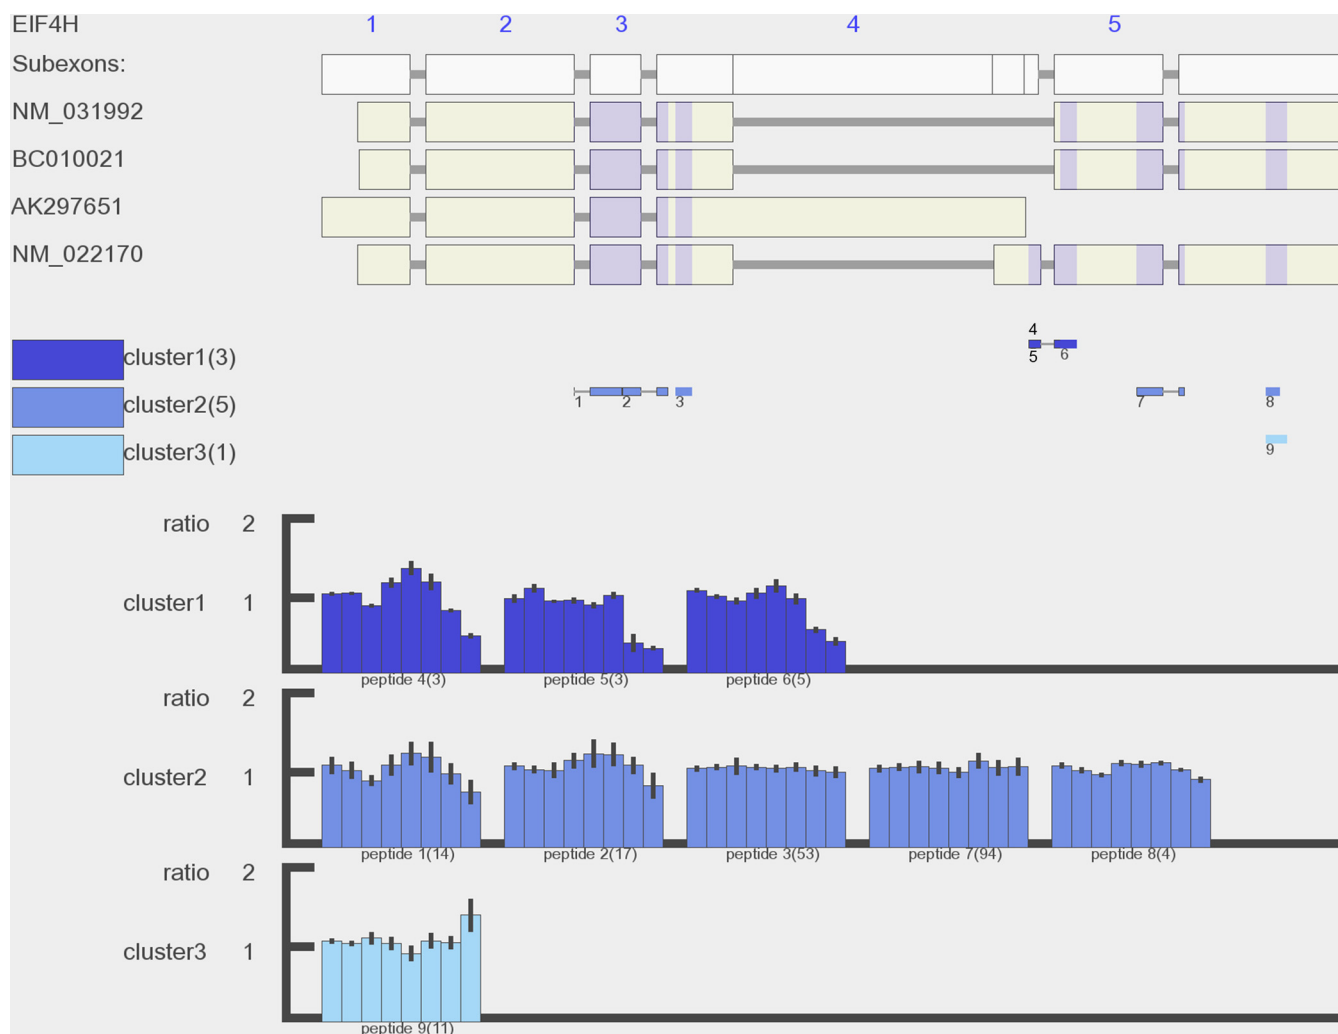 EIF4H 1 2 3 4 5
Subexons:
NM_031992
BC010021
AK297651
NM_022170
4
cluster1(3) 5 6
cluster2(5) 1 2 3 7 8
cluster3(1) 9
ratio 2
cluster1 1
peptide 4(3) peptide 5(3) peptide 6(5)
ratio 2
cluster2 1
peptide 1(14) peptide 2(17) peptide 3(53) peptide 7(94) peptide 8(4)
ratio 2
cluster3 1
peptide 9(11)